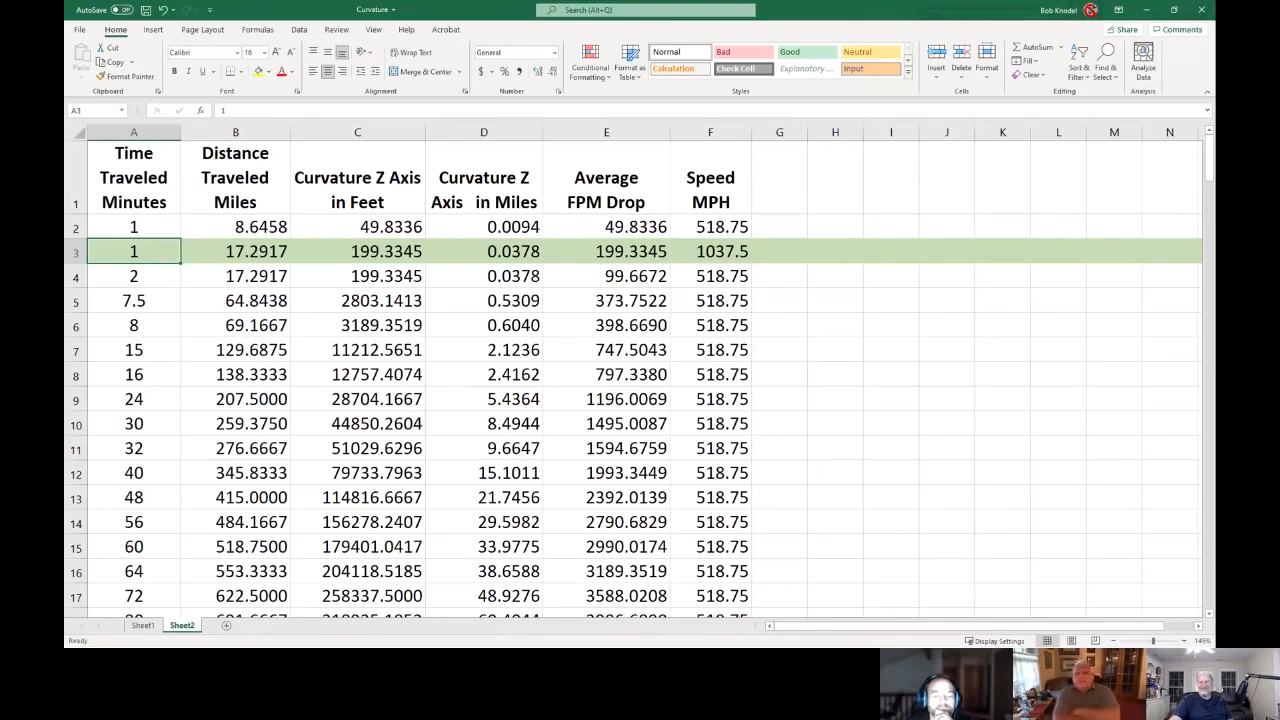 AutoSave Off Curvature Search (Alt+Q) Bob Knodel
File Home Insert Page Layout Formulas Data Review View Help Acrobat Share Comments
Paste Cut Copy Format Painter Clipboard
Calibri 16 B I U Font
Wrap Text Merge & Center Alignment
General $ % Number
Conditional Formatting Format as Table Normal Bad Good Neutral Calculation Check Cell Explanatory ... Input Styles
Insert Delete Format Cells
AutoSum Fill Clear Sort & Filter Find & Select Editing
Analyze Data Analysis
A3 fx 1
A B C D E F G H I J K L M N
1 Time Traveled Minutes Distance Traveled Miles Curvature Z Axis in Feet Curvature Z Axis in Miles Average FPM Drop Speed MPH
2 1 8.6458 49.8336 0.0094 49.8336 518.75
3 1 17.2917 199.3345 0.0378 199.3345 1037.5
4 2 17.2917 199.3345 0.0378 99.6672 518.75
5 7.5 64.8438 2803.1413 0.5309 373.7522 518.75
6 8 69.1667 3189.3519 0.6040 398.6690 518.75
7 15 129.6875 11212.5651 2.1236 747.5043 518.75
8 16 138.3333 12757.4074 2.4162 797.3380 518.75
9 24 207.5000 28704.1667 5.4364 1196.0069 518.75
10 30 259.3750 44850.2604 8.4944 1495.0087 518.75
11 32 276.6667 51029.6296 9.6647 1594.6759 518.75
12 40 345.8333 79733.7963 15.1011 1993.3449 518.75
13 48 415.0000 114816.6667 21.7456 2392.0139 518.75
14 56 484.1667 156278.2407 29.5982 2790.6829 518.75
15 60 518.7500 179401.0417 33.9775 2990.0174 518.75
16 64 553.3333 204118.5185 38.6588 3189.3519 518.75
17 72 622.5000 258337.5000 48.9276 3588.0208 518.75
Sheet1 Sheet2
Ready Display Settings 145%